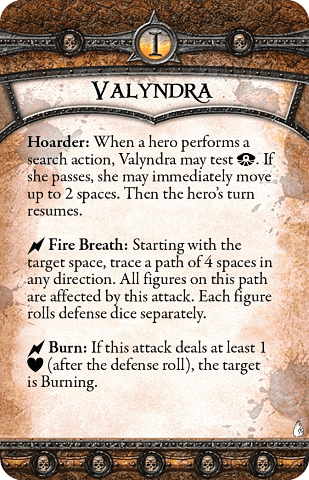 I
VALYNDRA
Hoarder: When a hero performs a
search action, Valyndra may test . If
she passes, she may immediately move
up to 2 spaces. Then the hero's turn
resumes.
Fire Breath: Starting with the
target space, trace a path of 4 spaces in
any direction. All figures on this path
are affected by this attack. Each figure
rolls defense dice separately.
Burn: If this attack deals at least 1
(after the defense roll), the target
is Burning.